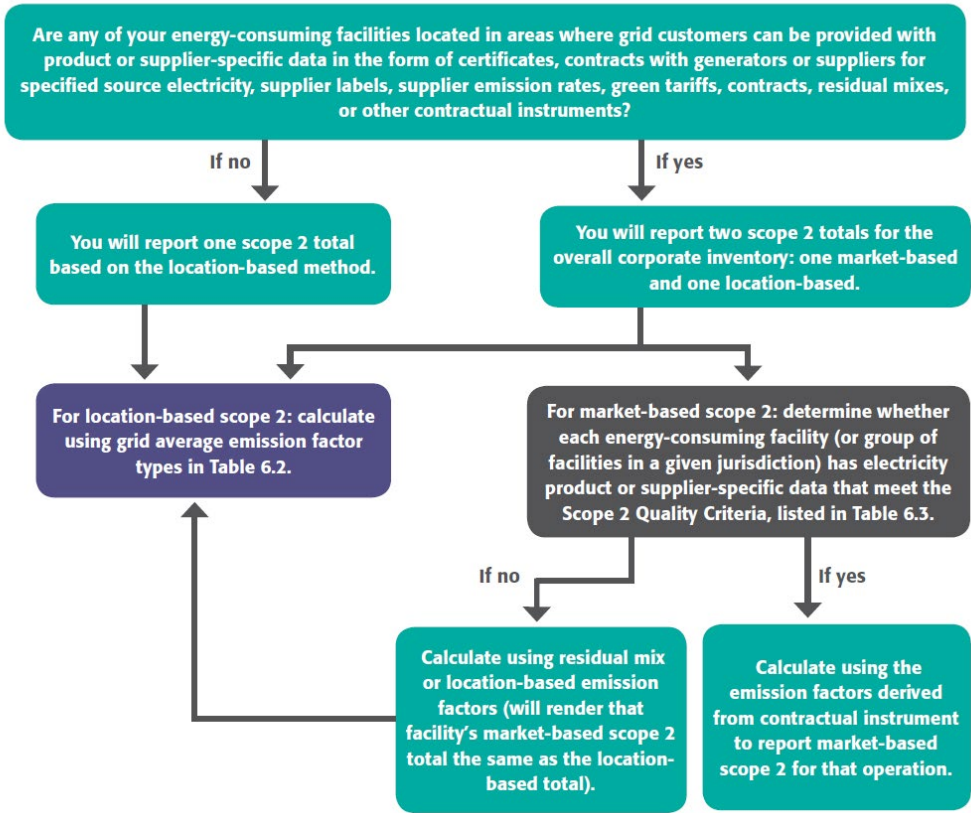 Are any of your energy-consuming facilities located in areas where grid customers can be provided with
product or supplier-specific data in the form of certificates, contracts with generators or suppliers for
specified source electricity, supplier labels, supplier emission rates, green tariffs, contracts, residual mixes,
or other contractual instruments?
If no
If yes
You will report one scope 2 total
based on the location-based method.
You will report two scope 2 totals for the
overall corporate inventory: one market-based
and one location-based.
For location-based scope 2: calculate
using grid average emission factor
types in Table 6.2.
For market-based scope 2: determine whether
each energy-consuming facility (or group of
facilities in a given jurisdiction) has electricity
product or supplier-specific data that meet the
Scope 2 Quality Criteria, listed in Table 6.3.
If no
If yes
Calculate using residual mix
or location-based emission
factors (will render that
facility's market-based scope 2
total the same as the location-
based total).
Calculate using the
emission factors derived
from contractual instrument
to report market-based
scope 2 for that operation.